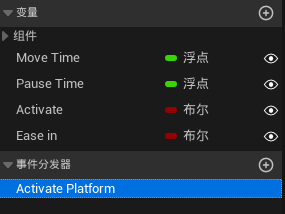 变量
组件
Move Time 浮点
Pause Time 浮点
Activate 布尔
Ease in 布尔
事件分发器
Activate Platform